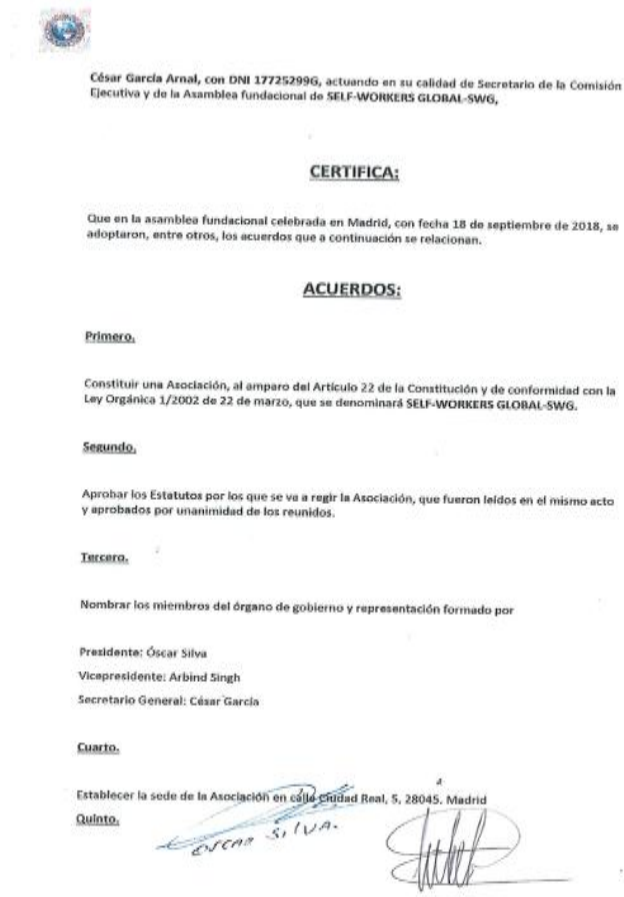 César García Arnal, con DNI 17725299G, actuando en su calidad de Secretario de la Comisión
Ejecutiva y de la Asamblea fundacional de SELF-WORKERS GLOBAL-SWG,
CERTIFICA:
Que en la asamblea fundacional celebrada en Madrid, con fecha 18 de septiembre de 2018, se
adoptaron, entre otros, los acuerdos que a continuación se relacionan.
ACUERDOS:
Primero.
Constituir una Asociación, al amparo del Artículo 22 de la Constitución y de conformidad con la
Ley Orgánica 1/2002 de 22 de marzo, que se denominará SELF-WORKERS GLOBAL-SWG.
Segundo.
Aprobar los Estatutos por los que se va a regir la Asociación, que fueron leídos en el mismo acto
y aprobados por unanimidad de los reunidos.
Tercero.
Nombrar los miembros del órgano de gobierno y representación formado por
Presidente: Óscar Silva
Vicepresidente: Arbind Singh
Secretario General: César García
Cuarto.
Establecer la sede de la Asociación en calle Ciudad Real, 5, 28045. Madrid
Quinto.
OSCAR SILVA.